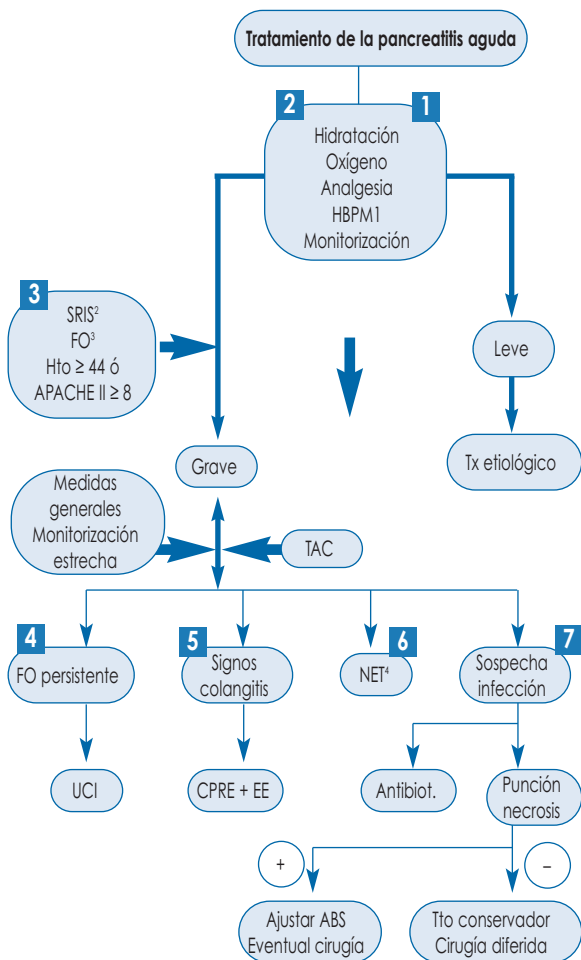 Tratamiento de la pancreatitis aguda
2
1
Hidratación
Oxígeno
Analgesia
HBPM1
Monitorización
3
SRIS²
FO³
Hto ≥ 44 ó
APACHE II ≥ 8
Leve
Grave
Tx etiológico
Medidas
generales
Monitorización
estrecha
TAC
4
FO persistente
5
Signos
colangitis
6
NET⁴
7
Sospecha
infección
UCI
CPRE + EE
Antibiot.
Punción
necrosis
+
−
Ajustar ABS
Eventual cirugía
Tto conservador
Cirugía diferida